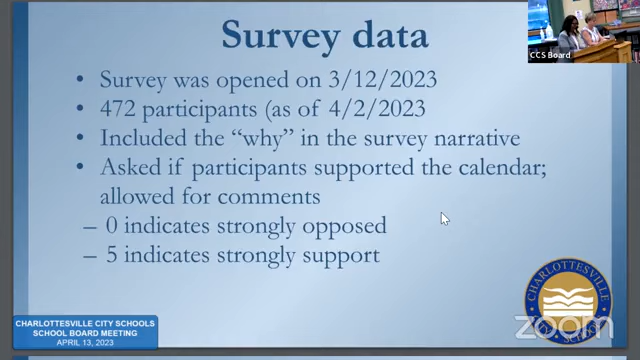 Survey data
CCS Board
• Survey was opened on 3/12/2023
• 472 participants (as of 4/2/2023
• Included the “why” in the survey narrative
• Asked if participants supported the calendar;
allowed for comments
– 0 indicates strongly opposed
– 5 indicates strongly support
CHARLOTTESVILLE CITY SCHOOLS
SCHOOL BOARD MEETING
APRIL 13, 2023
CHARLOTTESVILLE
zoom